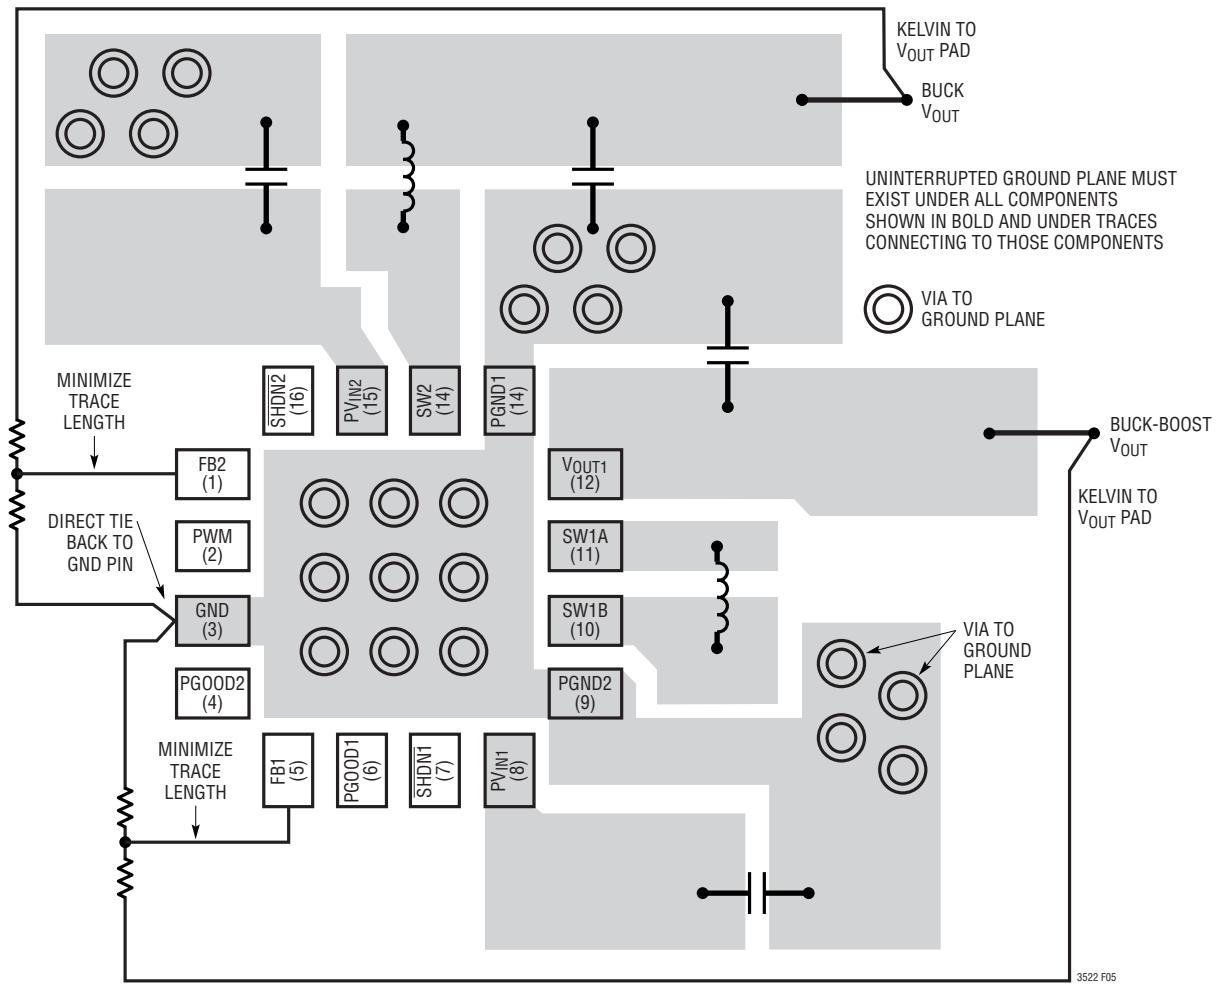 KELVIN TO
VOUT PAD
BUCK
VOUT
UNINTERRUPTED GROUND PLANE MUST
EXIST UNDER ALL COMPONENTS
SHOWN IN BOLD AND UNDER TRACES
CONNECTING TO THOSE COMPONENTS
VIA TO
GROUND PLANE
MINIMIZE
TRACE
LENGTH
SHDN2
(16)
PVIN2
(15)
SW2
(14)
PGND1
(14)
BUCK-BOOST
VOUT
KELVIN TO
VOUT PAD
FB2
(1)
VOUT1
(12)
DIRECT TIE
BACK TO
GND PIN
PWM
(2)
SW1A
(11)
GND
(3)
SW1B
(10)
VIA TO
GROUND
PLANE
PGOOD2
(4)
PGND2
(9)
MINIMIZE
TRACE
LENGTH
FB1
(5)
PGOOD1
(6)
SHDN1
(7)
PVIN1
(8)
3522 F05